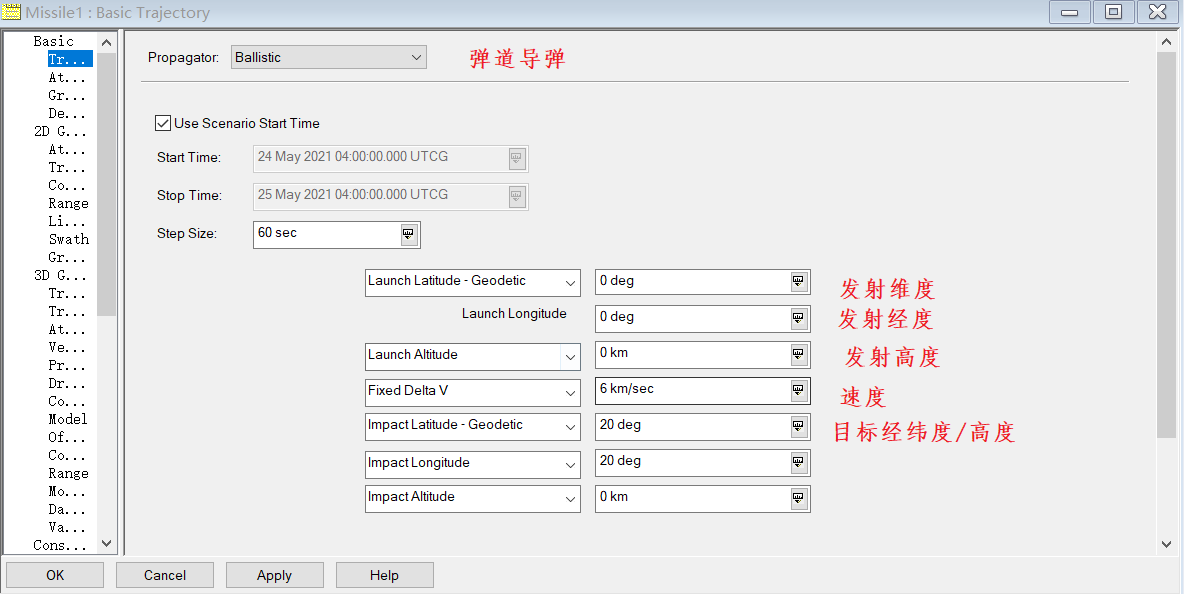 Missile1 : Basic Trajectory
Basic
Tr...
At...
Gr...
De...
2D G...
At...
Tr...
Co...
Range
Li...
Swath
Gr...
3D G...
Tr...
Tr...
At...
Ve...
Pr...
Dr...
Co...
Model
Of...
Co...
Range
Mo...
Da...
Va...
Cons...
Propagator: Ballistic 弹道导弹
Use Scenario Start Time
Start Time: 24 May 2021 04:00:00.000 UTCG
Stop Time: 25 May 2021 04:00:00.000 UTCG
Step Size: 60 sec
Launch Latitude - Geodetic 0 deg 发射维度
Launch Longitude 0 deg 发射经度
Launch Altitude 0 km 发射高度
Fixed Delta V 6 km/sec 速度
Impact Latitude - Geodetic 20 deg 目标经纬度/高度
Impact Longitude 20 deg
Impact Altitude 0 km
OK Cancel Apply Help